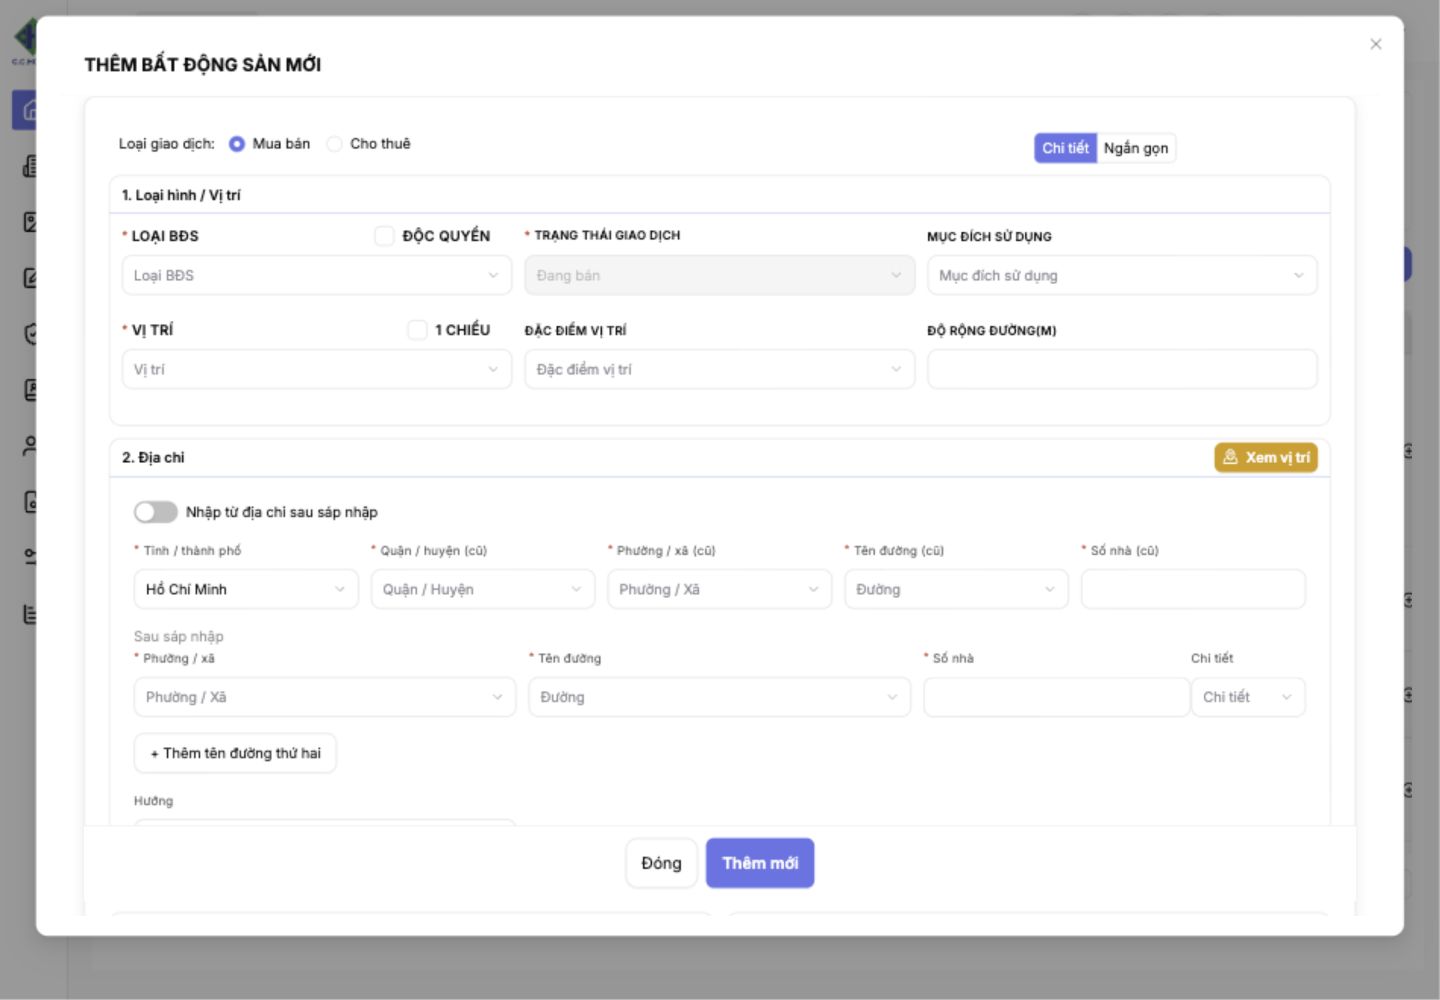 THÊM BẤT ĐỘNG SẢN MỚI
Loại giao dịch: Mua bán Cho thuê
Chi tiết Ngắn gọn
1. Loại hình / Vị trí
* LOẠI BĐS ĐỘC QUYỀN * TRẠNG THÁI GIAO DỊCH MỤC ĐÍCH SỬ DỤNG
Loại BĐS Đang bán Mục đích sử dụng
* VỊ TRÍ 1 CHIỀU ĐẶC ĐIỂM VỊ TRÍ ĐỘ RỘNG ĐƯỜNG(M)
Vị trí Đặc điểm vị trí
2. Địa chỉ Xem vị trí
Nhập từ địa chỉ sau sáp nhập
* Tỉnh / thành phố * Quận / huyện (cũ) * Phường / xã (cũ) * Tên đường (cũ) * Số nhà (cũ)
Hồ Chí Minh Quận / Huyện Phường / Xã Đường
Sau sáp nhập
* Phường / xã * Tên đường * Số nhà Chi tiết
Phường / Xã Đường Chi tiết
+ Thêm tên đường thứ hai
Hướng
Đóng Thêm mới